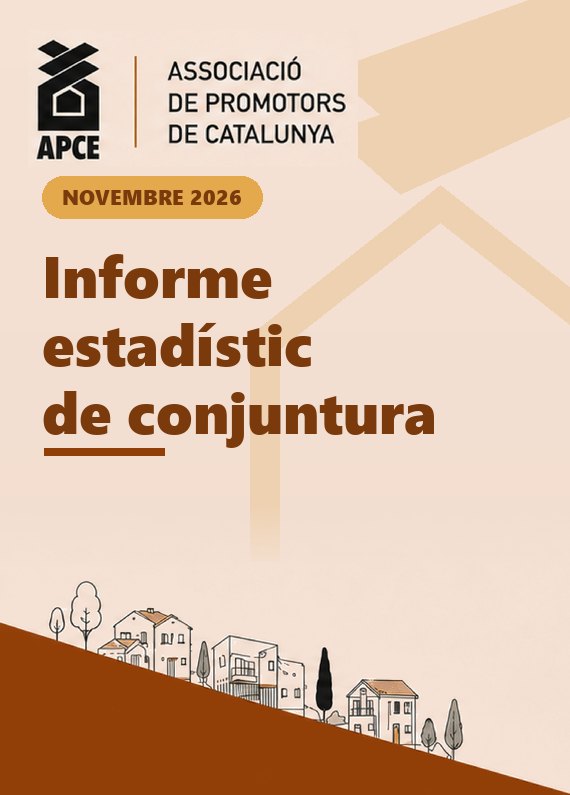 ASSOCIACIÓ
DE PROMOTORS
DE CATALUNYA
APCE
NOVEMBRE 2026
Informe
estadístic
de conjuntura